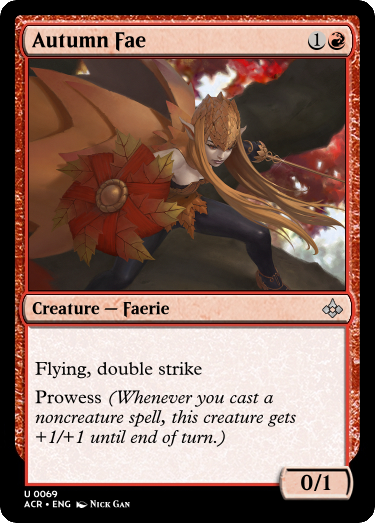 Autumn Fae 1
Creature — Faerie
Flying, double strike
Prowess (Whenever you cast a
noncreature spell, this creature gets
+1/+1 until end of turn.)
0/1
U 0069
ACR • ENG Nick Gan